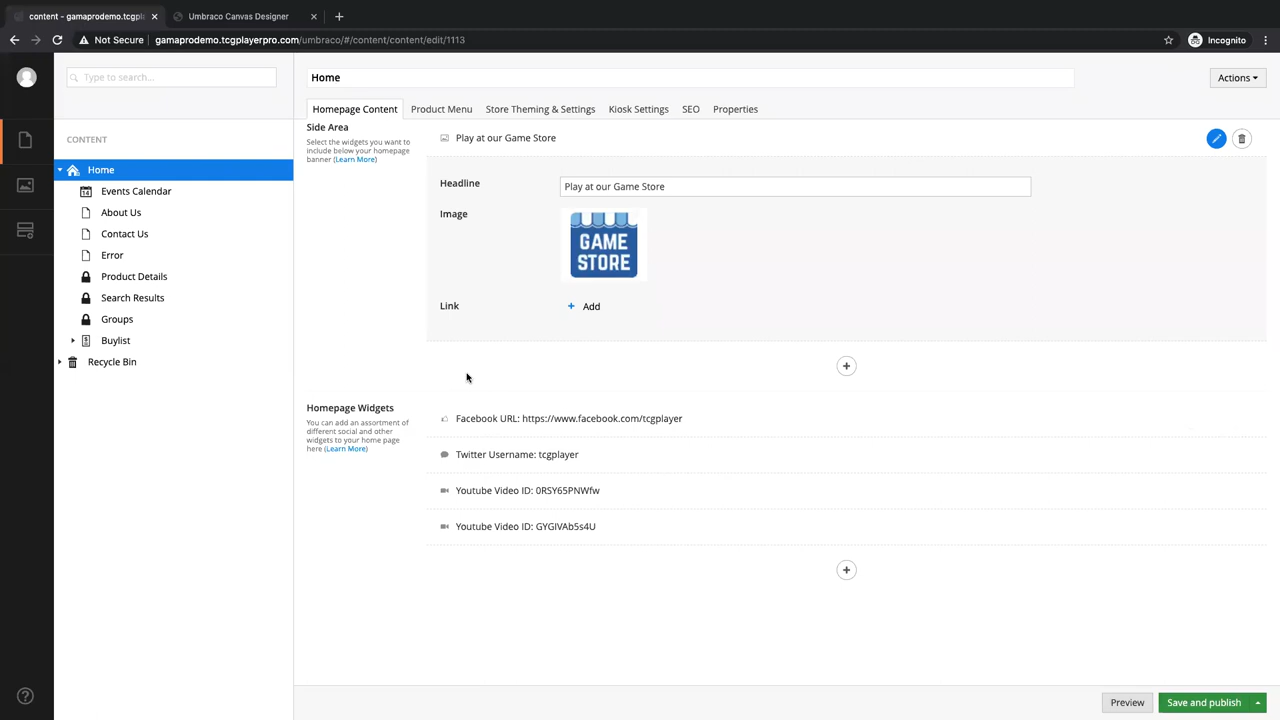 content - gamaprodemo.tcgpl
Umbraco Canvas Designer
Not Secure
gamaprodemo.tcgplayerpro.com/umbraco/#/content/content/edit/1113
Incognito
Type to search...
Home
Actions
Homepage Content
Product Menu
Store Theming & Settings
Kiosk Settings
SEO
Properties
CONTENT
Home
Events Calendar
About Us
Contact Us
Error
Product Details
Search Results
Groups
Buylist
Recycle Bin
Side Area
Select the widgets you want to
include below your homepage
banner (Learn More)
Play at our Game Store
Headline
Play at our Game Store
Image
GAME
STORE
Link
+ Add
Homepage Widgets
You can add an assortment of
different social and other
widgets to your home page
here (Learn More)
Facebook URL: https://www.facebook.com/tcgplayer
Twitter Username: tcgplayer
Youtube Video ID: 0RSY65PNWfw
Youtube Video ID: GYGIVAb5s4U
Preview
Save and publish